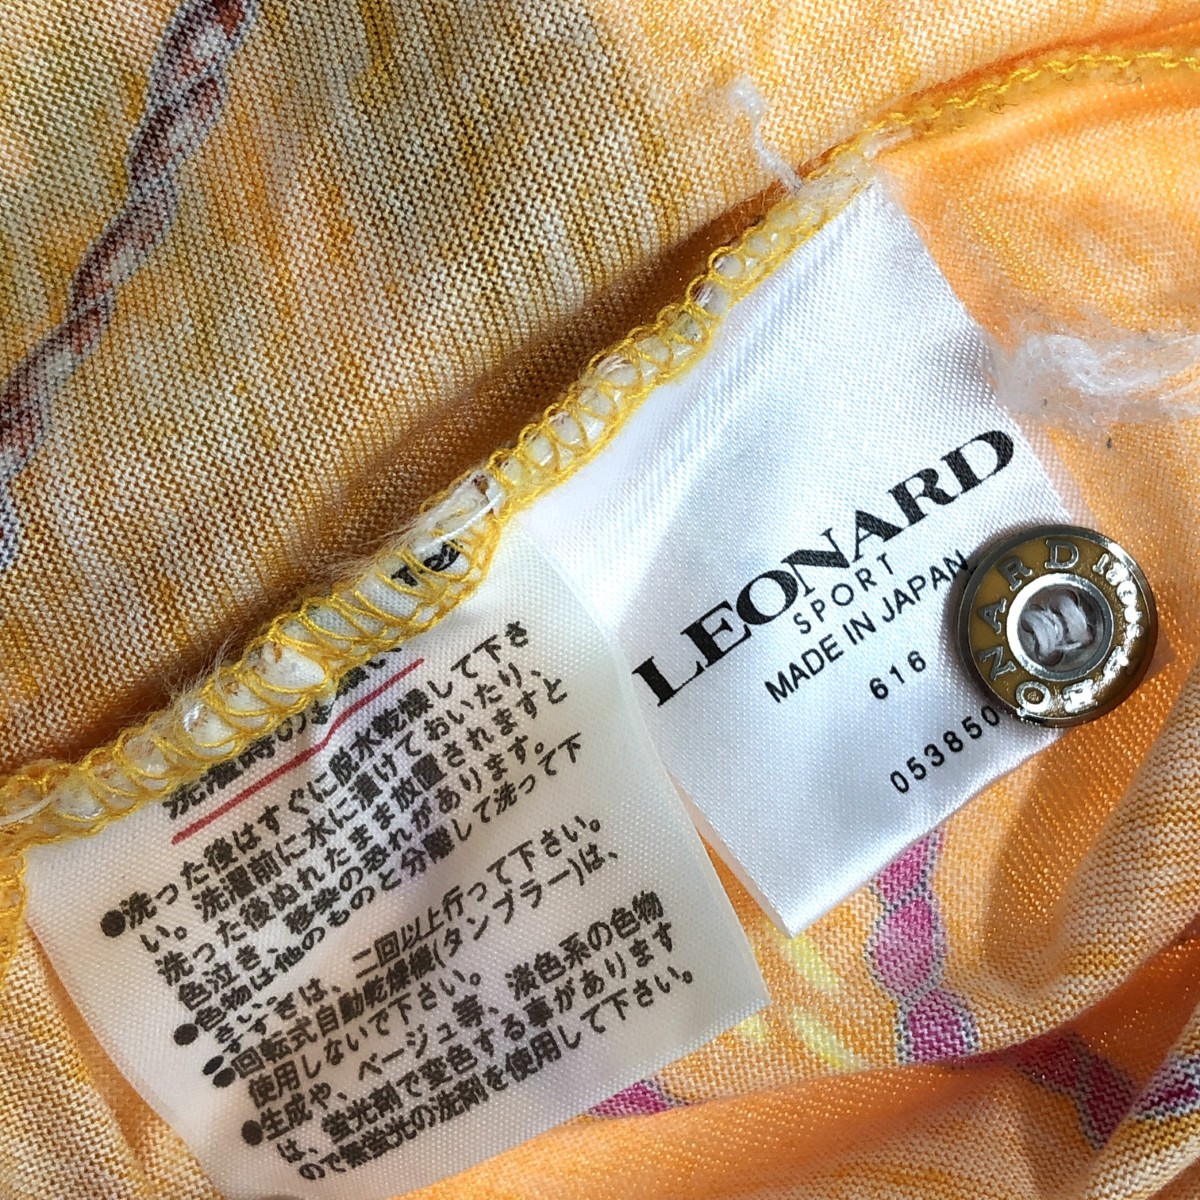 LEONARD
SPORT
MADE IN JAPAN
616
053850
●洗った後はすぐに脱水乾燥して下さ
い。洗濯前に水に漬けておいたり、
洗った後ぬれたまま放置されますと
色泣き、移染の恐れがあります。
●色物は他のものと分離して洗って下
さい。
●すすぎは、二回以上行って下さい。
●回転式自動乾燥機(タンブラー)は、
使用しないで下さい。
●生成や、ベージュ等、淡色系の色物
は、蛍光剤で変色する事があります
ので無蛍光の洗剤を使用して下さい